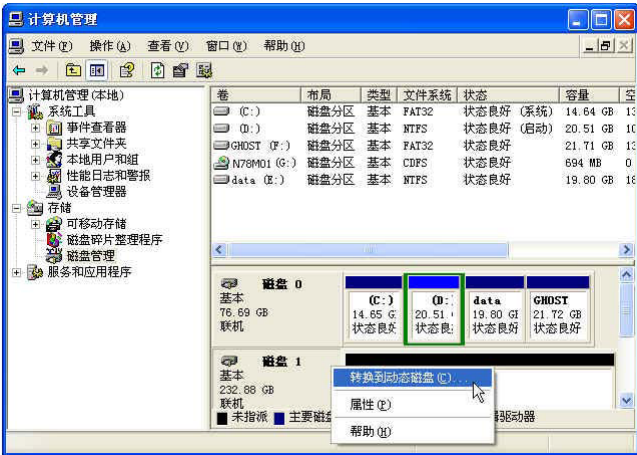 计算机管理
文件(F) 操作(A) 查看(V) 窗口(W) 帮助(H)
计算机管理(本地)
系统工具
事件查看器
共享文件夹
本地用户和组
性能日志和警报
设备管理器
存储
可移动存储
磁盘碎片整理程序
磁盘管理
服务和应用程序
卷 布局 类型 文件系统 状态 容量 空
(C:) 磁盘分区 基本 FAT32 状态良好 (系统) 14.64 GB 13
(D:) 磁盘分区 基本 NTFS 状态良好 (启动) 20.51 GB 10
GHOST (F:) 磁盘分区 基本 FAT32 状态良好 21.71 GB 13
N78M01 (G:) 磁盘分区 基本 CDFS 状态良好 694 MB 0
data (E:) 磁盘分区 基本 NTFS 状态良好 19.80 GB 18
磁盘 0
基本
76.69 GB
联机
(C:)
14.65 G
状态良好
(D:
20.51
状态良
data
19.80 GI
状态良好
GHOST
21.72 GB
状态良好
磁盘 1
基本
232.88 GB
联机
转换到动态磁盘(C)...
属性(P)
帮助(H)
未指派 主要磁 辑驱动器